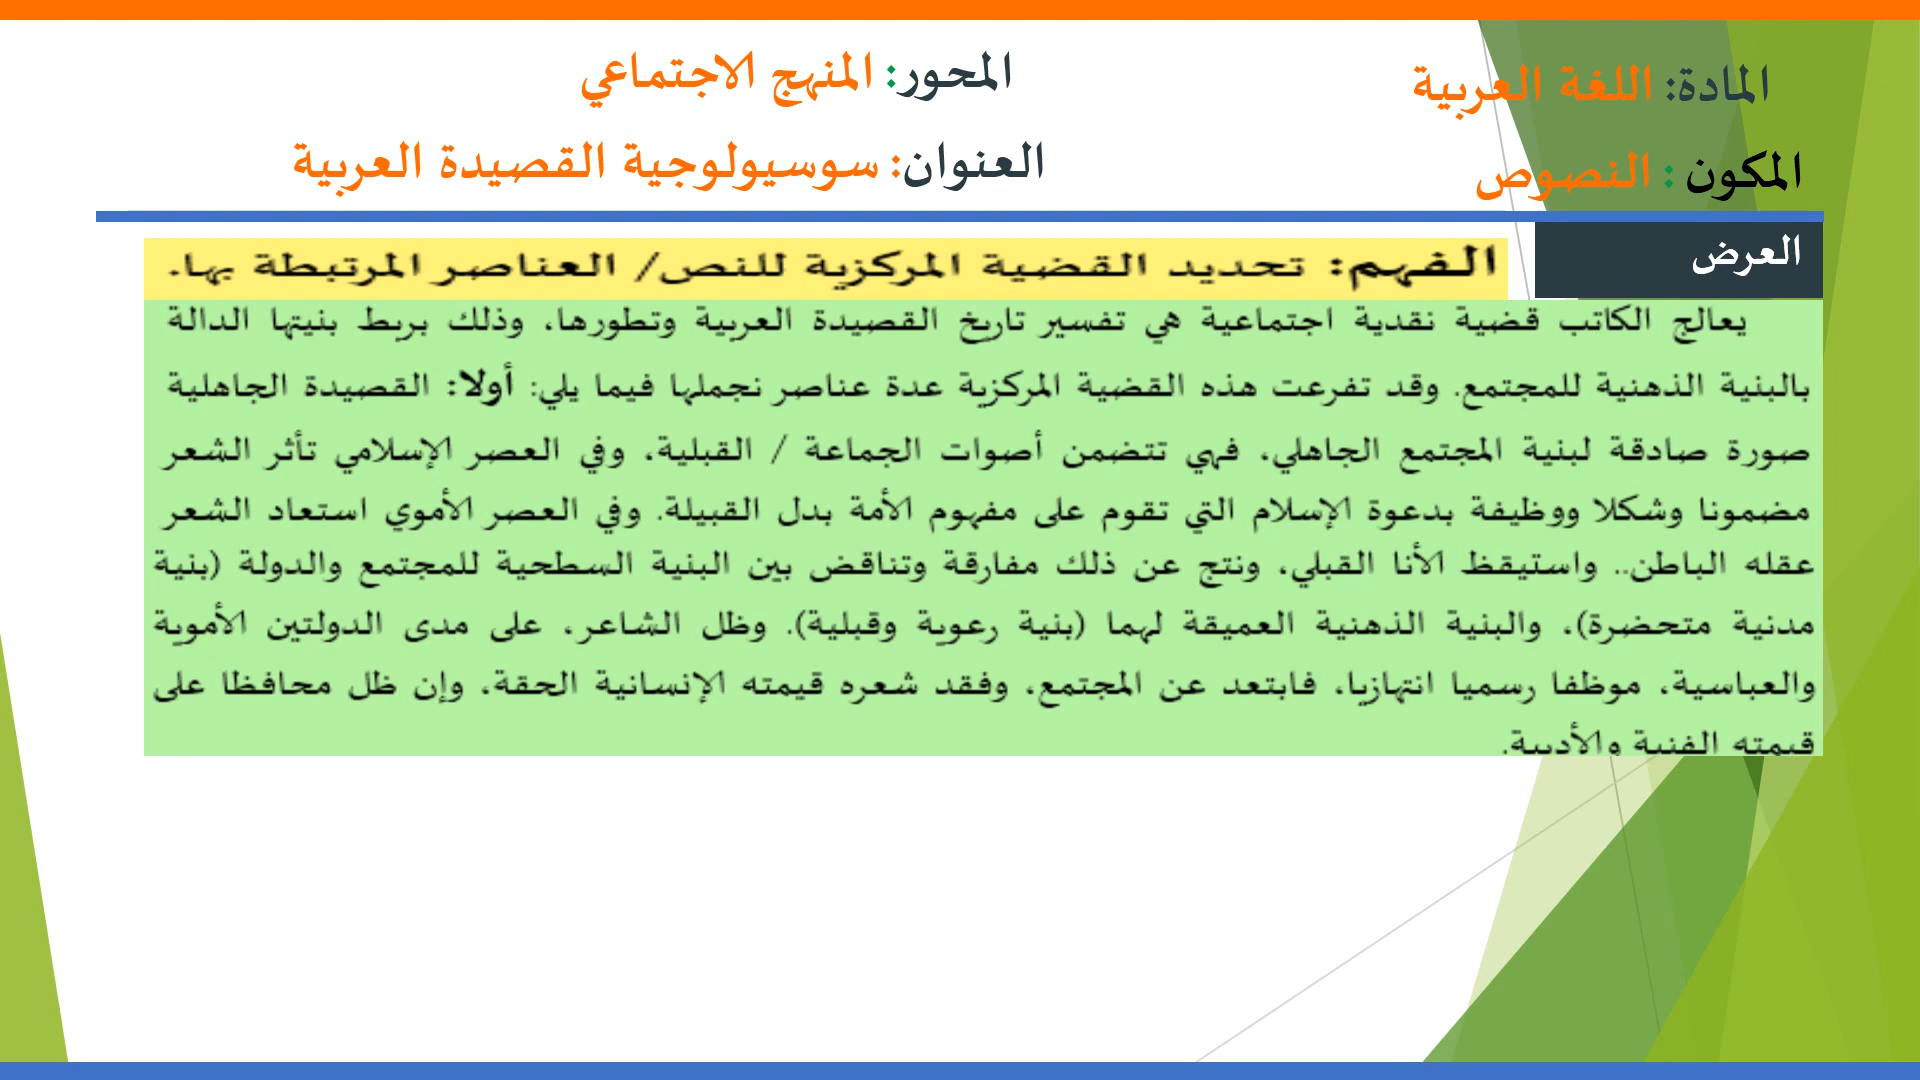 المادة: اللغة العربية
المحور: المنهج الاجتماعي
المكون : النصوص
العنوان: سوسيولوجية القصيدة العربية
العرض
الفهم: تحديد القضية المركزية للنص/ العناصر المرتبطة بها.
يعالج الكاتب قضية نقدية اجتماعية هي تفسير تاريخ القصيدة العربية وتطورها، وذلك بربط بنيتها الدالة
بالبنية الذهنية للمجتمع. وقد تفرعت هذه القضية المركزية عدة عناصر نجملها فيما يلي: أولا: القصيدة الجاهلية
صورة صادقة لبنية المجتمع الجاهلي، فهي تتضمن أصوات الجماعة / القبلية، وفي العصر الإسلامي تأثر الشعر
مضمونا وشكلا ووظيفة بدعوة الإسلام التي تقوم على مفهوم الأمة بدل القبيلة. وفي العصر الأموي استعاد الشعر
عقله الباطن.. واستيقظ الأنا القبلي، ونتج عن ذلك مفارقة وتناقض بين البنية السطحية للمجتمع والدولة (بنية
مدنية متحضرة)، والبنية الذهنية العميقة لهما (بنية رعوية وقبلية). وظل الشاعر، على مدى الدولتين الأموية
والعباسية، موظفا رسميا انتهازيا، فابتعد عن المجتمع، وفقد شعره قيمته الإنسانية الحقة، وإن ظل محافظا على
قيمته الفنية والأدبية.